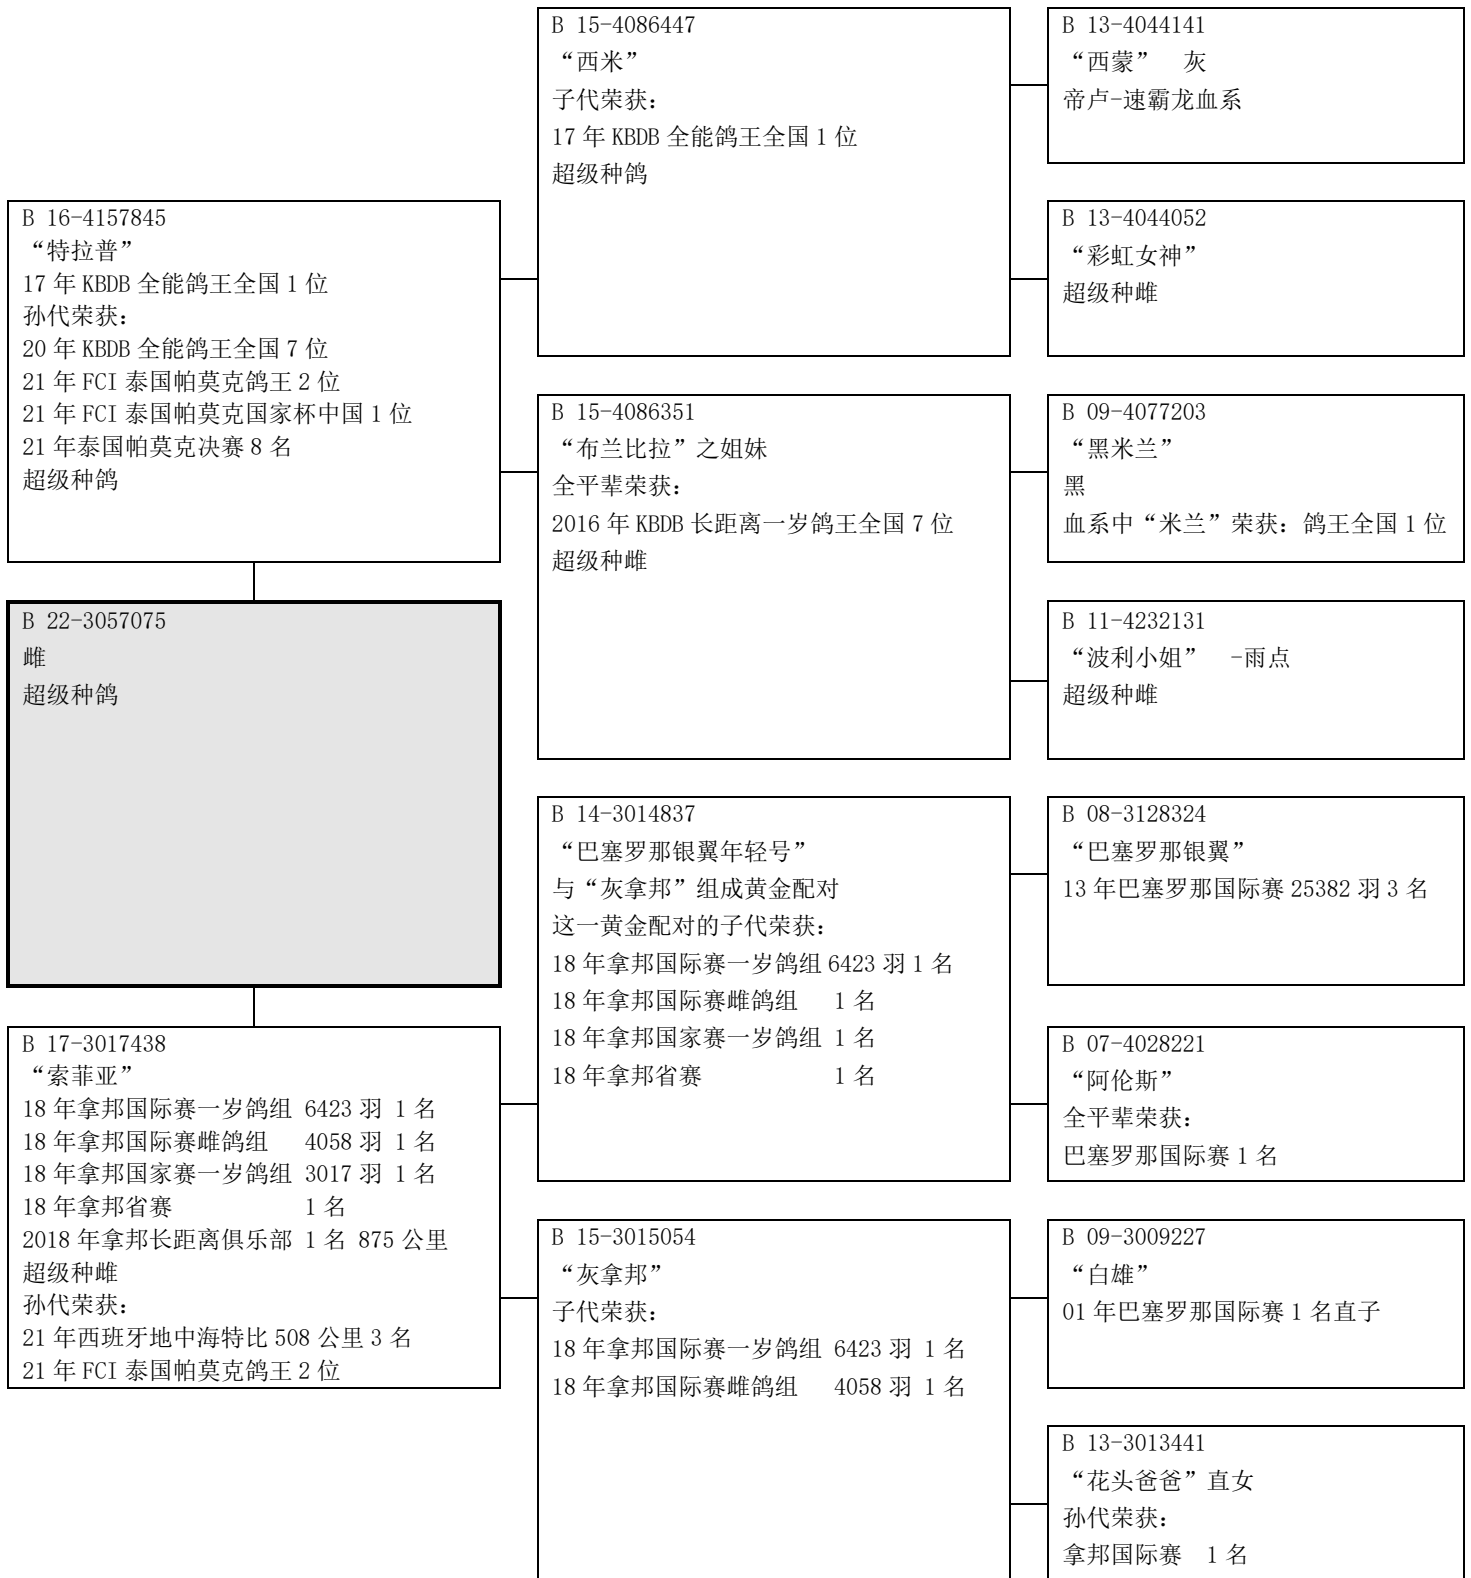 B 15-4086447
“西米”
子代荣获：
17 年 KBDB 全能鸽王全国 1 位
超级种鸽
B 13-4044141
“西蒙”　灰
帝卢-速霸龙血系
B 16-4157845
“特拉普”
17 年 KBDB 全能鸽王全国 1 位
孙代荣获：
20 年 KBDB 全能鸽王全国 7 位
21 年 FCI 泰国帕莫克鸽王 2 位
21 年 FCI 泰国帕莫克国家杯中国 1 位
21 年泰国帕莫克决赛 8 名
超级种鸽
B 13-4044052
“彩虹女神”
超级种雌
B 15-4086351
“布兰比拉”之姐妹
全平辈荣获：
2016 年 KBDB 长距离一岁鸽王全国 7 位
超级种雌
B 09-4077203
“黑米兰”
黑
血系中“米兰”荣获：鸽王全国 1 位
B 22-3057075
雌
超级种鸽
B 11-4232131
“波利小姐”　-雨点
超级种雌
B 14-3014837
“巴塞罗那银翼年轻号”
与“灰拿邦”组成黄金配对
这一黄金配对的子代荣获：
18 年拿邦国际赛一岁鸽组 6423 羽 1 名
18 年拿邦国际赛雌鸽组　1 名
18 年拿邦国家赛一岁鸽组 1 名
18 年拿邦省赛　1 名
B 08-3128324
“巴塞罗那银翼”
13 年巴塞罗那国际赛 25382 羽 3 名
B 17-3017438
“索菲亚”
18 年拿邦国际赛一岁鸽组 6423 羽 1 名
18 年拿邦国际赛雌鸽组　4058 羽 1 名
18 年拿邦国家赛一岁鸽组 3017 羽 1 名
18 年拿邦省赛　1 名
2018 年拿邦长距离俱乐部 1 名 875 公里
超级种雌
孙代荣获：
21 年西班牙地中海特比 508 公里 3 名
21 年 FCI 泰国帕莫克鸽王 2 位
B 07-4028221
“阿伦斯”
全平辈荣获：
巴塞罗那国际赛 1 名
B 15-3015054
“灰拿邦”
子代荣获：
18 年拿邦国际赛一岁鸽组 6423 羽 1 名
18 年拿邦国际赛雌鸽组　4058 羽 1 名
B 09-3009227
“白雄”
01 年巴塞罗那国际赛 1 名直子
B 13-3013441
“花头爸爸”直女
孙代荣获：
拿邦国际赛　1 名